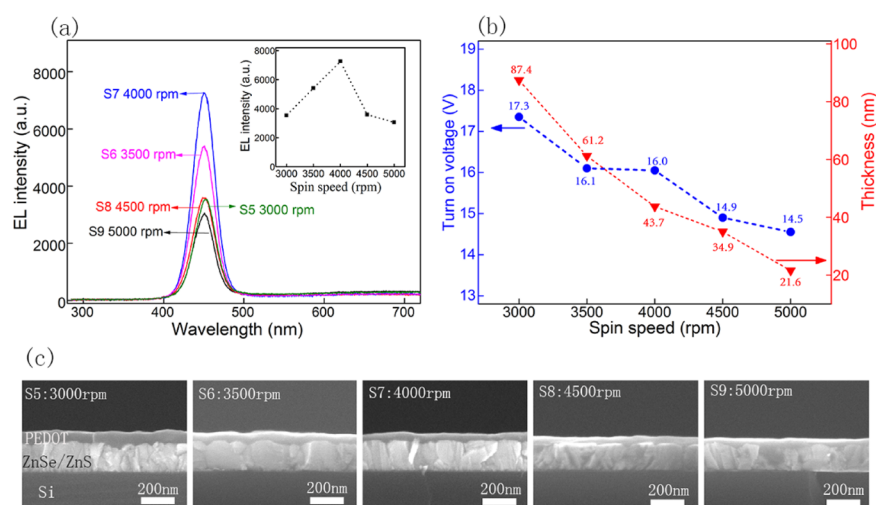 (a)
EL intensity (a.u.)
8000
6000
4000
2000
0
300
400
500
600
700
Wavelength (nm)
S7 4000 rpm
S6 3500 rpm
S8 4500 rpm
S5 3000 rpm
S9 5000 rpm
EL intensity (a.u.)
8000
6000
4000
2000
0
3000
3500
4000
4500
5000
Spin speed (rpm)
(b)
Turn on voltage (V)
19
18
17
16
15
14
13
17.3
16.1
16.0
14.9
14.5
87.4
61.2
43.7
34.9
21.6
3000
3500
4000
4500
5000
Spin speed (rpm)
100
80
60
40
20
Thickness (nm)
(c)
S5:3000rpm
PEDOT
ZnSe/ZnS
Si
200nm
S6:3500rpm
200nm
S7:4000rpm
200nm
S8:4500rpm
200nm
S9:5000rpm
200nm